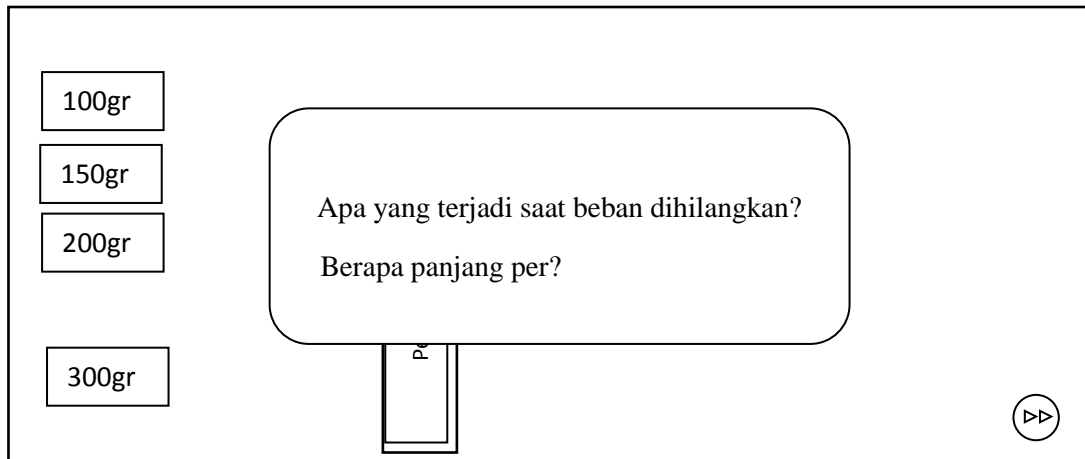 100gr
150gr
200gr
300gr
Apa yang terjadi saat beban dihilangkan?
Berapa panjang per?